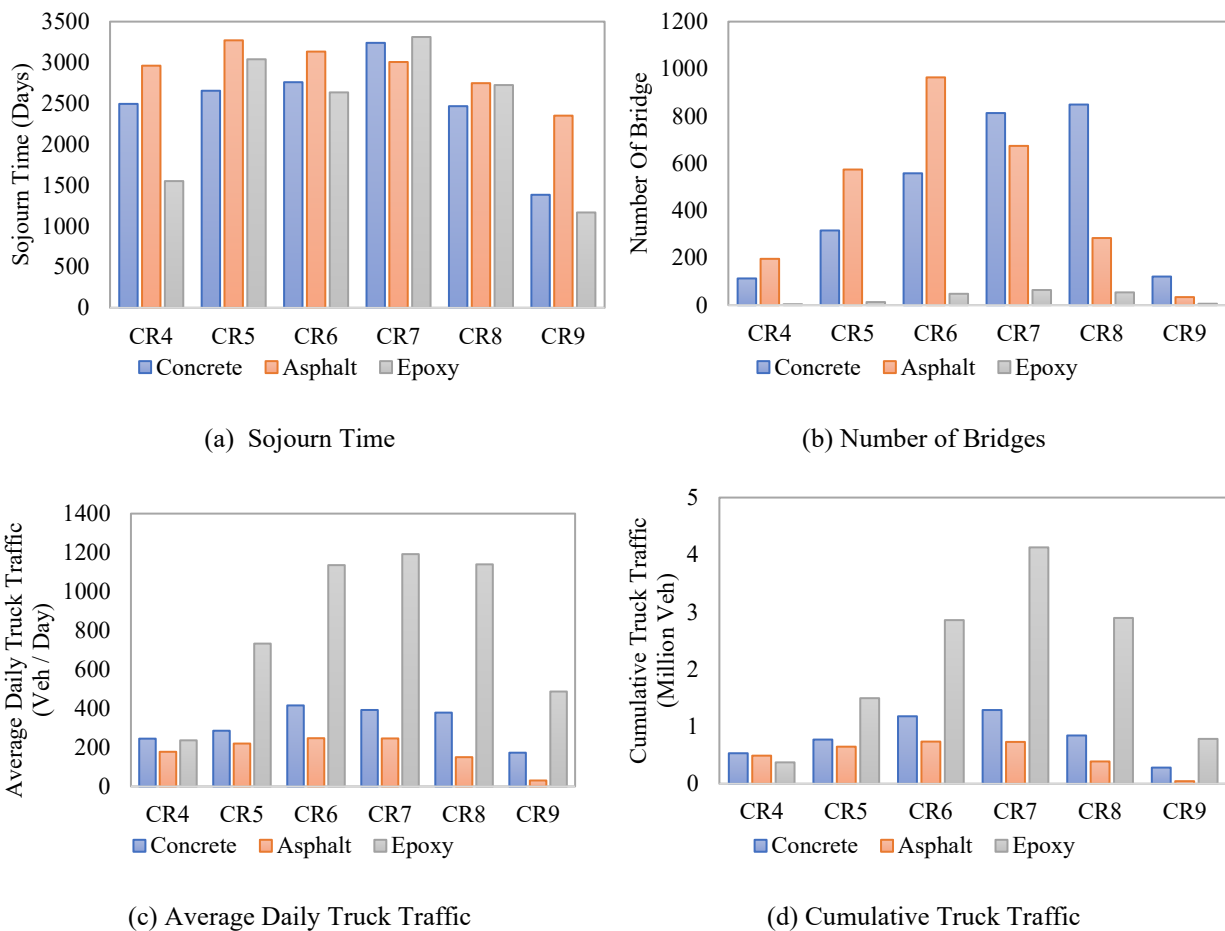 Sojourn Time (Days)
3500
3000
2500
2000
1500
1000
500
0
CR4 CR5 CR6 CR7 CR8 CR9
Concrete Asphalt Epoxy
(a) Sojourn Time
Number Of Bridge
1200
1000
800
600
400
200
0
CR4 CR5 CR6 CR7 CR8 CR9
Concrete Asphalt Epoxy
(b) Number of Bridges
Average Daily Truck Traffic
(Veh / Day)
1400
1200
1000
800
600
400
200
0
CR4 CR5 CR6 CR7 CR8 CR9
Concrete Asphalt Epoxy
(c) Average Daily Truck Traffic
Cumulative Truck Traffic
(Million Veh)
5
4
3
2
1
0
CR4 CR5 CR6 CR7 CR8 CR9
Concrete Asphalt Epoxy
(d) Cumulative Truck Traffic